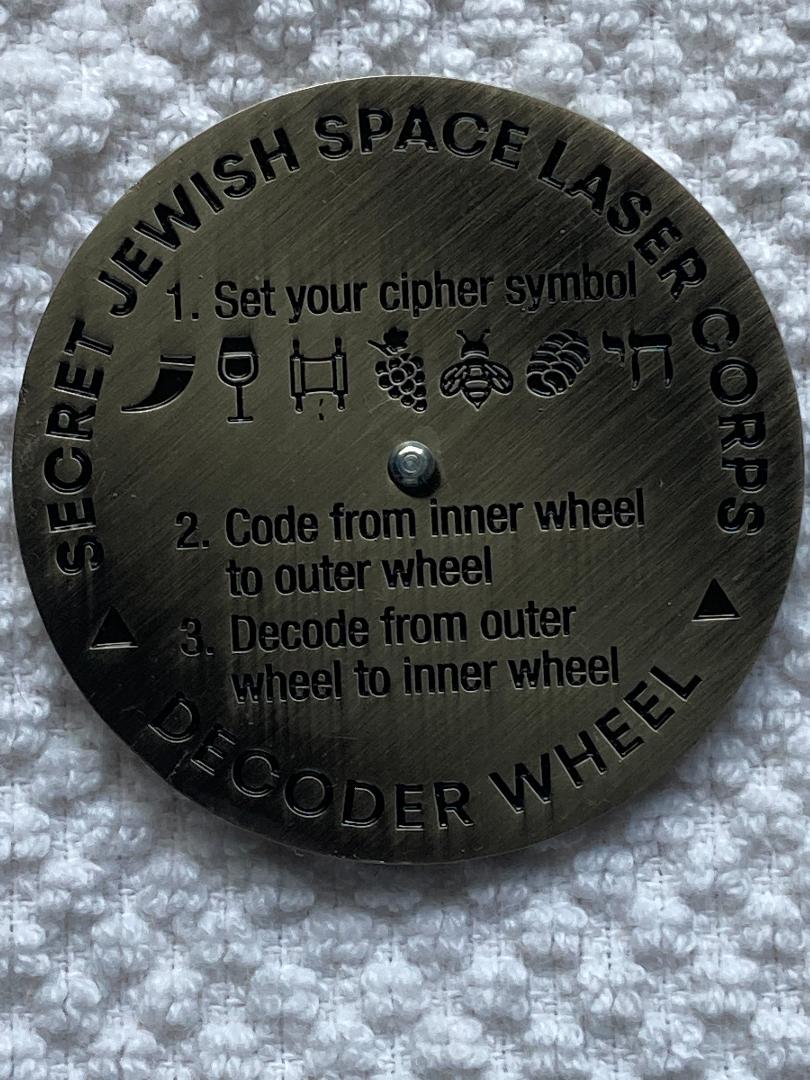 SECRET JEWISH SPACE LASER CORPS
1. Set your cipher symbol
חי
2. Code from inner wheel
to outer wheel
3. Decode from outer
wheel to inner wheel
DECODER WHEEL